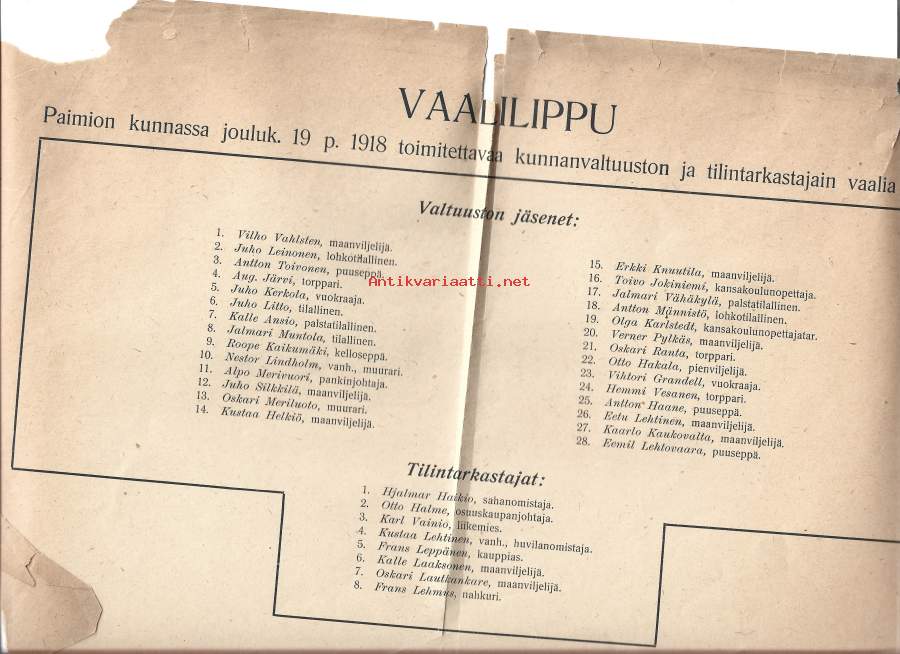 VAALILIPPU
Paimion kunnassa jouluk. 19 p. 1918 toimitettavaa kunnanvaltuuston ja tilintarkastajain vaalia
Valtuuston jäsenet:
1. Vilho Vahlsten, maanviljelijä.
2. Juho Leinonen, lohkotilallinen.
3. Antton Toivonen, puuseppä.
4. Aug. Järvi, torppari.
5. Juho Kerkola, vuokraaja.
6. Juho Litto, tilallinen.
7. Kalle Ansio, palstatilallinen.
8. Jalmari Muntola, tilallinen.
9. Roope Kaikumäki, kelloseppä.
10. Nestor Lindholm, vanh., muurari.
11. Alpo Merivuori, pankinjohtaja.
12. Juho Silkkilä, maanviljelijä.
13. Oskari Meriluoto, muurari.
14. Kustaa Helkiö, maanviljelijä.
15. Erkki Knuutila, maanviljelijä.
16. Toivo Jokiniemi, kansakoulunopettaja.
17. Jalmari Vähäkylä, palstatilallinen.
18. Antton Männistö, lohkotilallinen.
19. Olga Karlstedt, kansakoulunopettajatar.
20. Verner Pylkäs, maanviljelijä.
21. Oskari Ranta, torppari.
22. Otto Hakala, pienviljelijä.
23. Vihtori Grandell, vuokraaja.
24. Hemmi Vesanen, torppari.
25. Antton Haane, puuseppä.
26. Eetu Lehtinen, maanviljelijä.
27. Kaarlo Kaukovalta, maanviljelijä.
28. Eemil Lehtovaara, puuseppä.
Antikvariaatti.net
Tilintarkastajat:
1. Hjalmar Haikio, sahanomistaja.
2. Otto Halme, osuuskaupanjohtaja.
3. Karl Vainio, liikemies.
4. Kustaa Lehtinen, vanh., huvilanomistaja.
5. Frans Leppänen, kauppias.
6. Kalle Laaksonen, maanviljelijä.
7. Oskari Lautkankare, maanviljelijä.
8. Frans Lehmus, nahkuri.